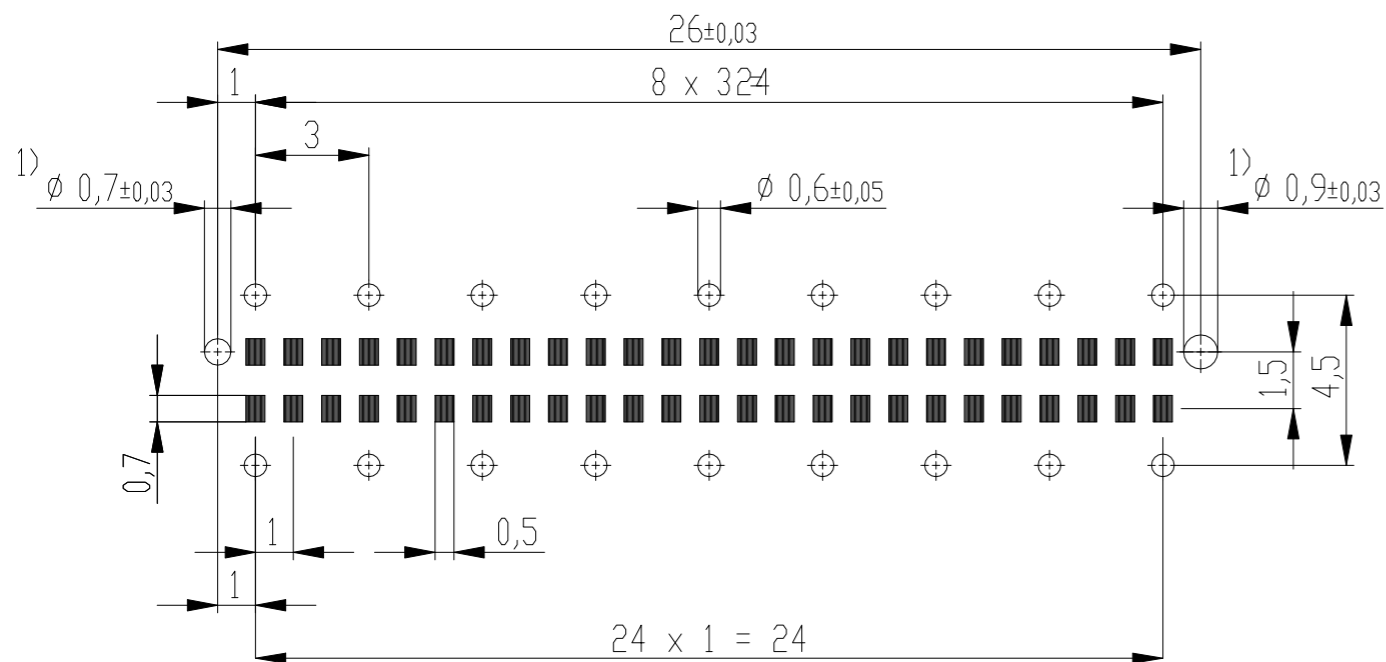 26±0,03
1
8 x 3=24
3
1)
ø 0,7±0,03
ø 0,6±0,05
1)
ø 0,9±0,03
1,5
4,5
0,7
1
0,5
1
24 x 1 = 24